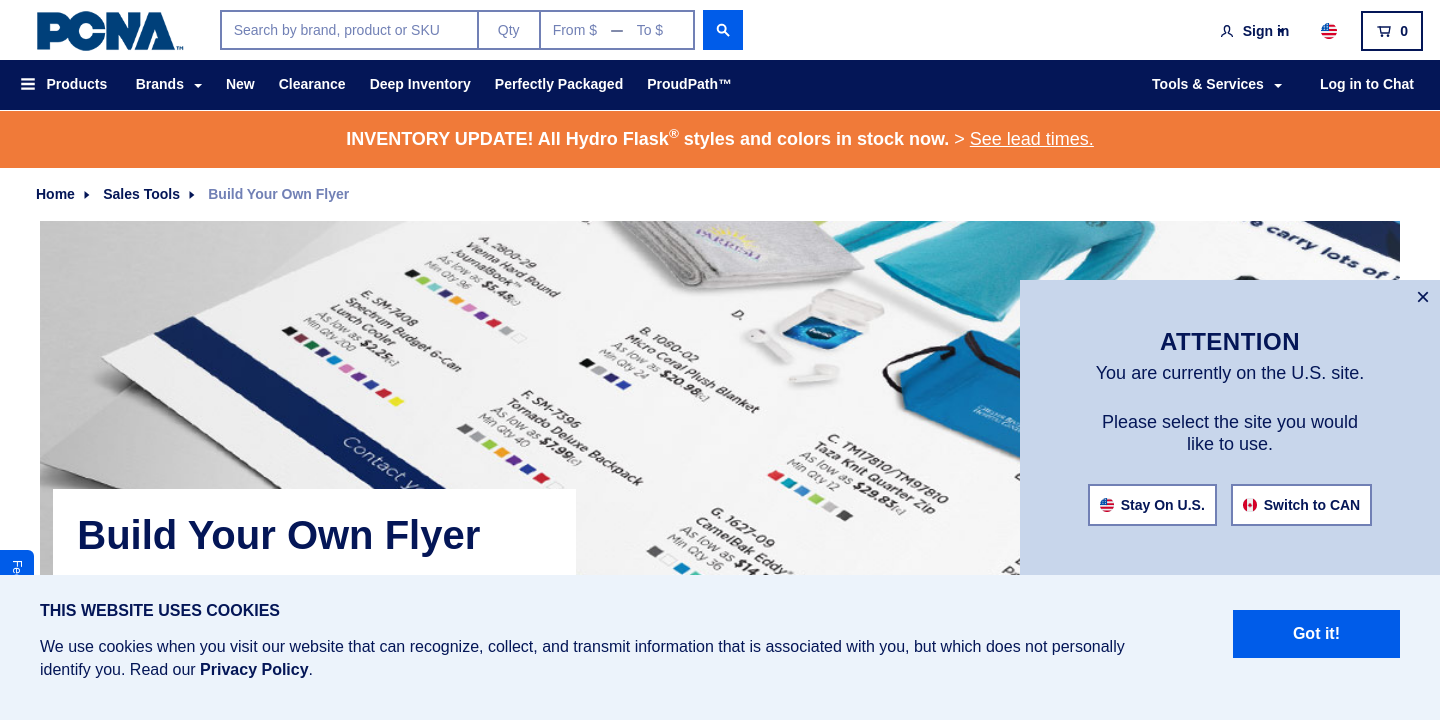 PCNA™
Search by brand, product or SKU
Qty
From $ — To $
Sign in
0
Products
Brands
New
Clearance
Deep Inventory
Perfectly Packaged
ProudPath™
Tools & Services
Log in to Chat
INVENTORY UPDATE! All Hydro Flask® styles and colors in stock now. > See lead times.
Home
Sales Tools
Build Your Own Flyer
A. 2800-29
Vienna Hard Bound
JournalBook™
As low as $5.48(c)
Min Qty 96
E. SM-7408
Spectrum Budget 6-Can
Lunch Cooler
As low as $2.25(c)
Min Qty 200
D.
B. 1080-02
Micro Coral Plush Blanket
As low as $20.98(c)
Min Qty 24
F. SM-7396
Tornado Deluxe Backpack
As low as $7.99(c)
Min Qty 40
C. TM17810/TM97810
Taza Knit Quarter Zip
As low as $29.83(c)
Min Qty 12
G. 1627-09
CamelBak Eddy®
As low as $14.
Min Qty 36
Contact y
e carry lots of
Build Your Own Flyer
×
ATTENTION
You are currently on the U.S. site.
Please select the site you would
like to use.
Stay On U.S.
Switch to CAN
THIS WEBSITE USES COOKIES
We use cookies when you visit our website that can recognize, collect, and transmit information that is associated with you, but which does not personally
identify you. Read our Privacy Policy.
Got it!